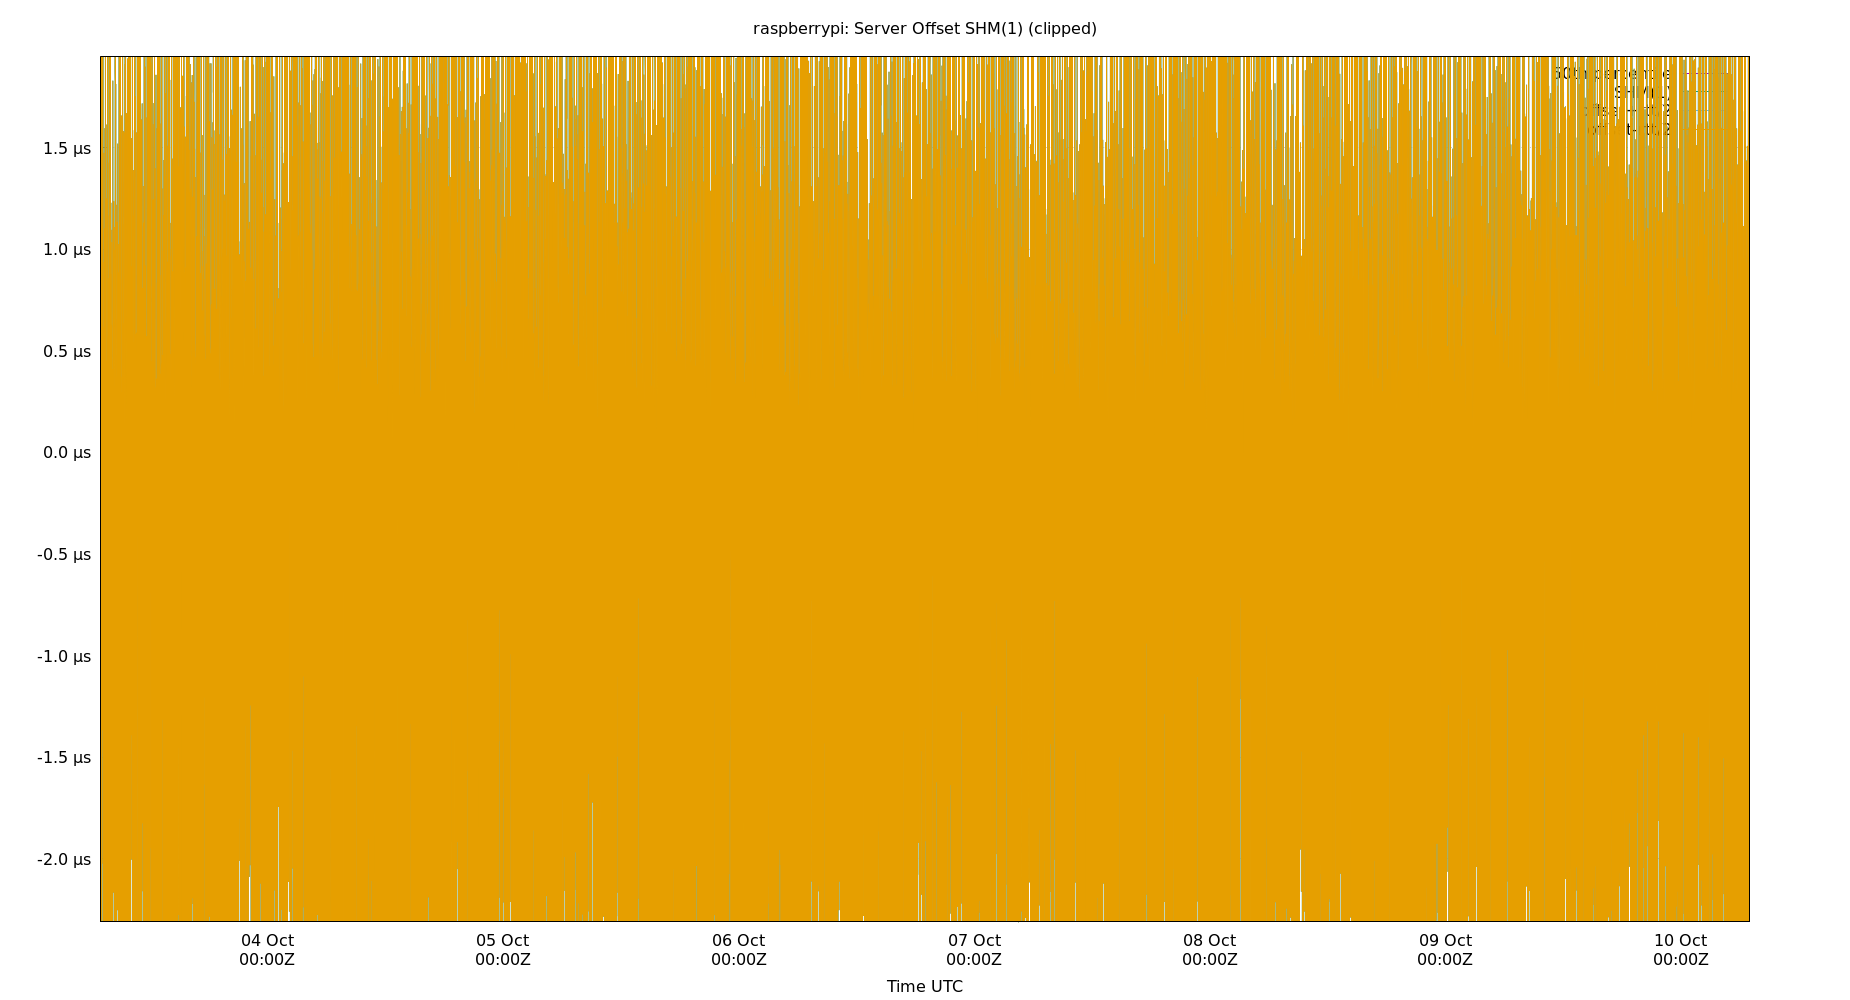 raspberrypi: Server Offset SHM(1) (clipped)
1.5 µs
1.0 µs
0.5 µs
0.0 µs
-0.5 µs
-1.0 µs
-1.5 µs
-2.0 µs
04 Oct 05 Oct 06 Oct 07 Oct 08 Oct 09 Oct 10 Oct
00:00Z 00:00Z 00:00Z 00:00Z 00:00Z 00:00Z 00:00Z
Time UTC